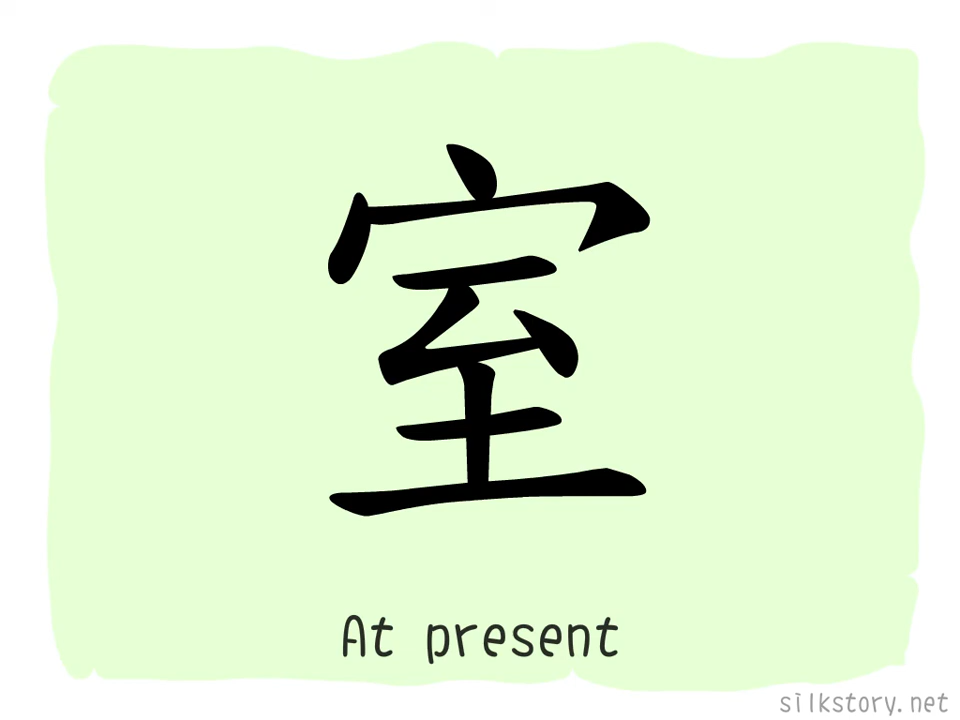 室
At present
silkstory.net